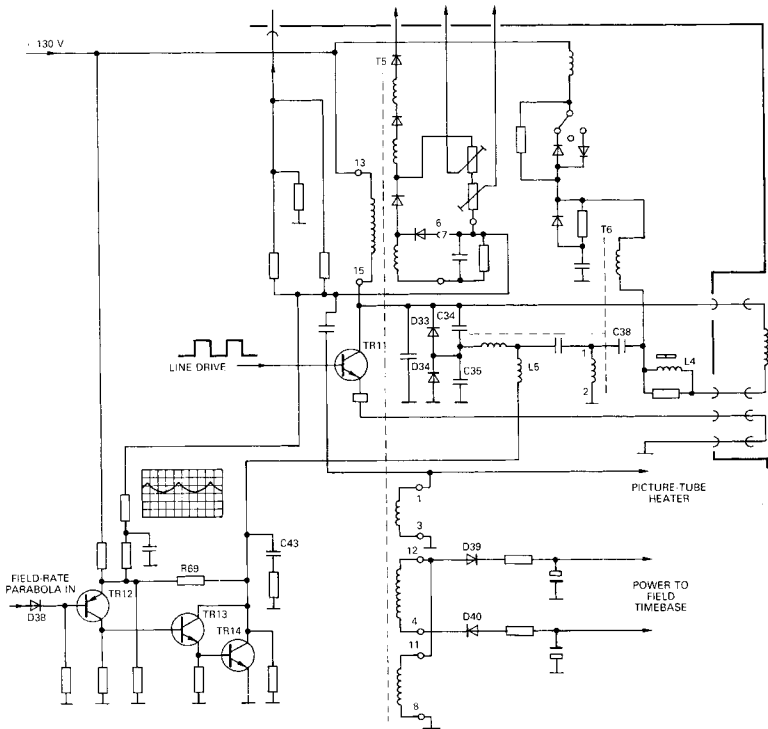 130 V
T5
13
6
7
T6
15
D33
C34
TR11
C38
L4
LINE DRIVE
D34
C35
L5
1
2
1
PICTURE-TUBE
HEATER
3
12
D39
C43
R69
FIELD-RATE
PARABOLA IN
TR12
POWER TO
FIELD
TIMEBASE
D38
TR13
4
D40
TR14
11
8